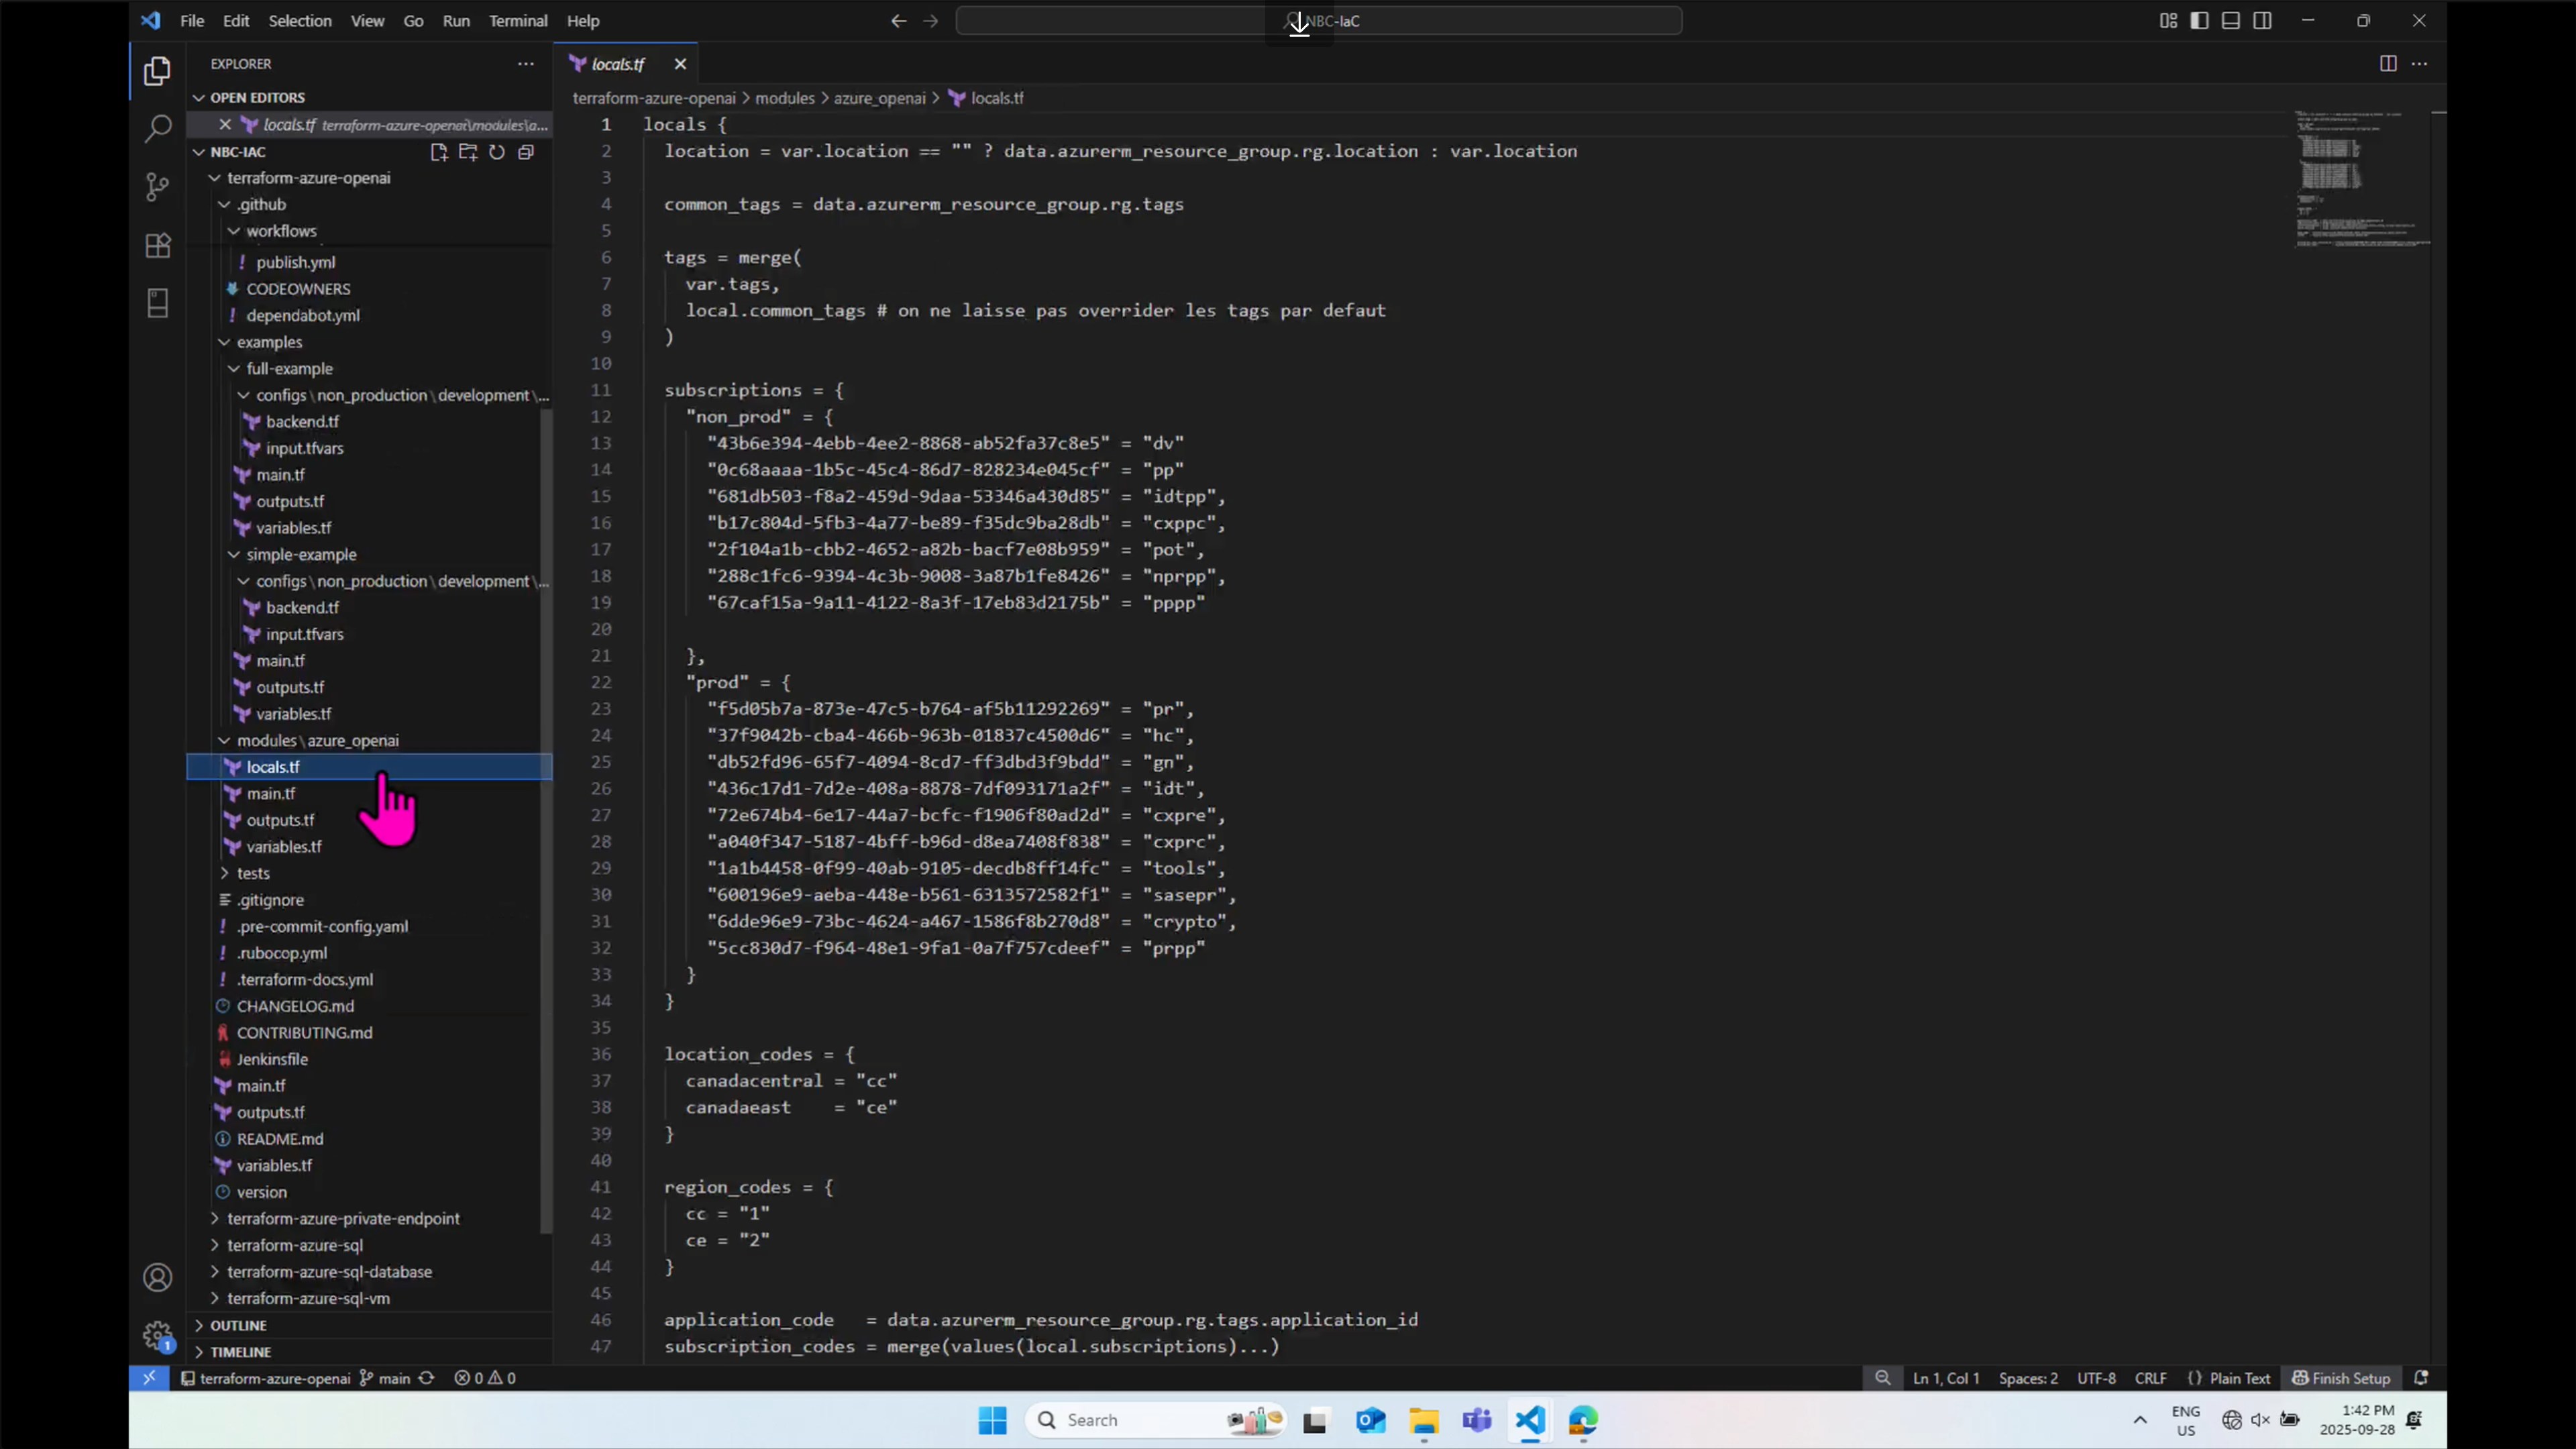 File Edit Selection View Go Run Terminal Help
NBC-IaC
EXPLORER
OPEN EDITORS
locals.tf terraform-azure-openai\modules\a...
NBC-IAC
terraform-azure-openai
.github
workflows
publish.yml
CODEOWNERS
dependabot.yml
examples
full-example
configs\non_production\development\...
backend.tf
input.tfvars
main.tf
outputs.tf
variables.tf
simple-example
configs\non_production\development\...
backend.tf
input.tfvars
main.tf
outputs.tf
variables.tf
modules\azure_openai
locals.tf
main.tf
outputs.tf
variables.tf
tests
.gitignore
.pre-commit-config.yaml
.rubocop.yml
.terraform-docs.yml
CHANGELOG.md
CONTRIBUTING.md
Jenkinsfile
main.tf
outputs.tf
README.md
variables.tf
version
terraform-azure-private-endpoint
terraform-azure-sql
terraform-azure-sql-database
terraform-azure-sql-vm
OUTLINE
TIMELINE
locals.tf
terraform-azure-openai > modules > azure_openai > locals.tf
1 locals {
2 location = var.location == "" ? data.azurerm_resource_group.rg.location : var.location
3
4 common_tags = data.azurerm_resource_group.rg.tags
5
6 tags = merge(
7 var.tags,
8 local.common_tags # on ne laisse pas overrider les tags par defaut
9 )
10
11 subscriptions = {
12 "non_prod" = {
13 "43b6e394-4ebb-4ee2-8868-ab52fa37c8e5" = "dv"
14 "0c68aaaa-1b5c-45c4-86d7-828234e045cf" = "pp"
15 "681db503-f8a2-459d-9daa-53346a430d85" = "idtpp",
16 "b17c804d-5fb3-4a77-be89-f35dc9ba28db" = "cxppc",
17 "2f104a1b-cbb2-4652-a82b-bacf7e08b959" = "pot",
18 "288c1fc6-9394-4c3b-9008-3a87b1fe8426" = "nprpp",
19 "67caf15a-9a11-4122-8a3f-17eb83d2175b" = "pppp"
20
21 },
22 "prod" = {
23 "f5d05b7a-873e-47c5-b764-af5b11292269" = "pr",
24 "37f9042b-cba4-466b-963b-01837c4500d6" = "hc",
25 "db52fd96-65f7-4094-8cd7-ff3dbd3f9bdd" = "gn",
26 "436c17d1-7d2e-408a-8878-7df093171a2f" = "idt",
27 "72e674b4-6e17-44a7-bcfc-f1906f80ad2d" = "cxpre",
28 "a040f347-5187-4bff-b96d-d8ea7408f838" = "cxprc",
29 "1a1b4458-0f99-40ab-9105-decdb8ff14fc" = "tools",
30 "600196e9-aeba-448e-b561-6313572582f1" = "sasepr",
31 "6dde96e9-73bc-4624-a467-1586f8b270d8" = "crypto",
32 "5cc830d7-f964-48e1-9fa1-0a7f757cdeef" = "prpp"
33 }
34 }
35
36 location_codes = {
37 canadacentral = "cc"
38 canadaeast = "ce"
39 }
40
41 region_codes = {
42 cc = "1"
43 ce = "2"
44 }
45
46 application_code = data.azurerm_resource_group.rg.tags.application_id
47 subscription_codes = merge(values(local.subscriptions)...)
terraform-azure-openai main 0 0
Ln 1, Col 1 Spaces: 2 UTF-8 CRLF {} Plain Text Finish Setup
1
Search
ENG
US
1:42 PM
2025-09-28